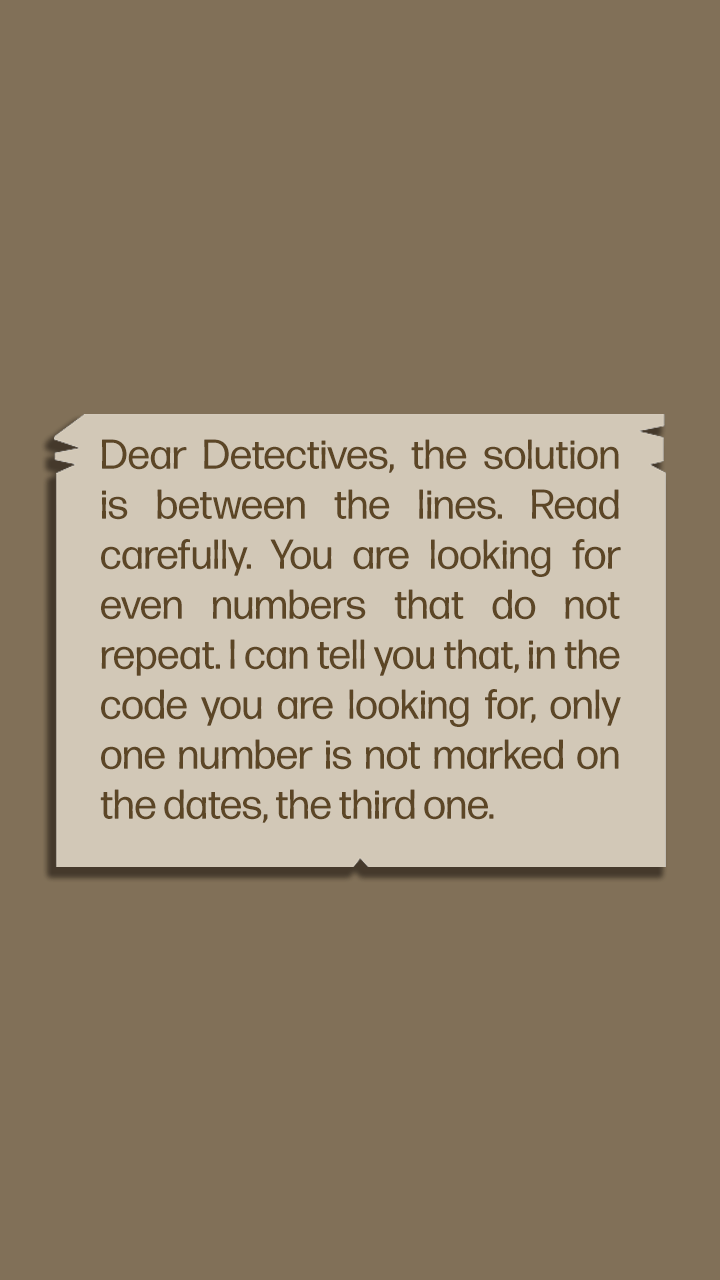 Dear Detectives, the solution
is between the lines. Read
carefully. You are looking for
even numbers that do not
repeat. I can tell you that, in the
code you are looking for, only
one number is not marked on
the dates, the third one.